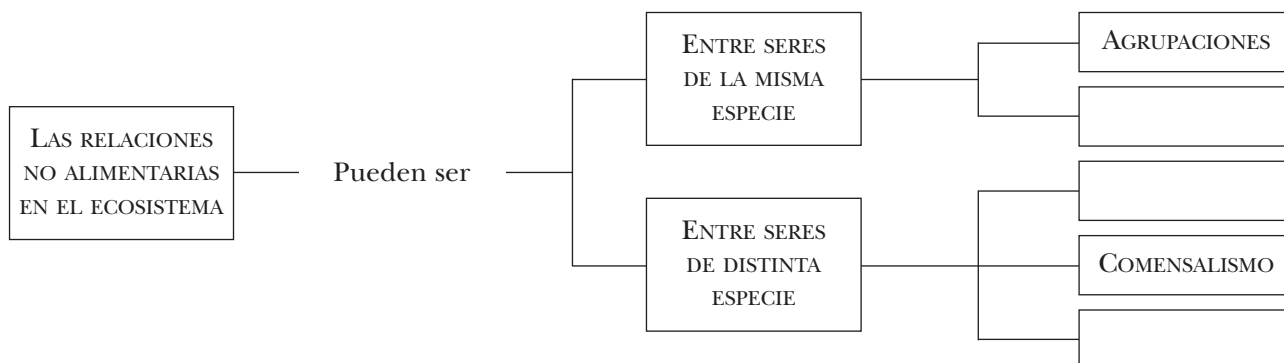 LAS RELACIONES
NO ALIMENTARIAS
EN EL ECOSISTEMA
Pueden ser
ENTRE SERES
DE LA MISMA
ESPECIE
AGRUPACIONES
ENTRE SERES
DE DISTINTA
ESPECIE
COMENSALISMO